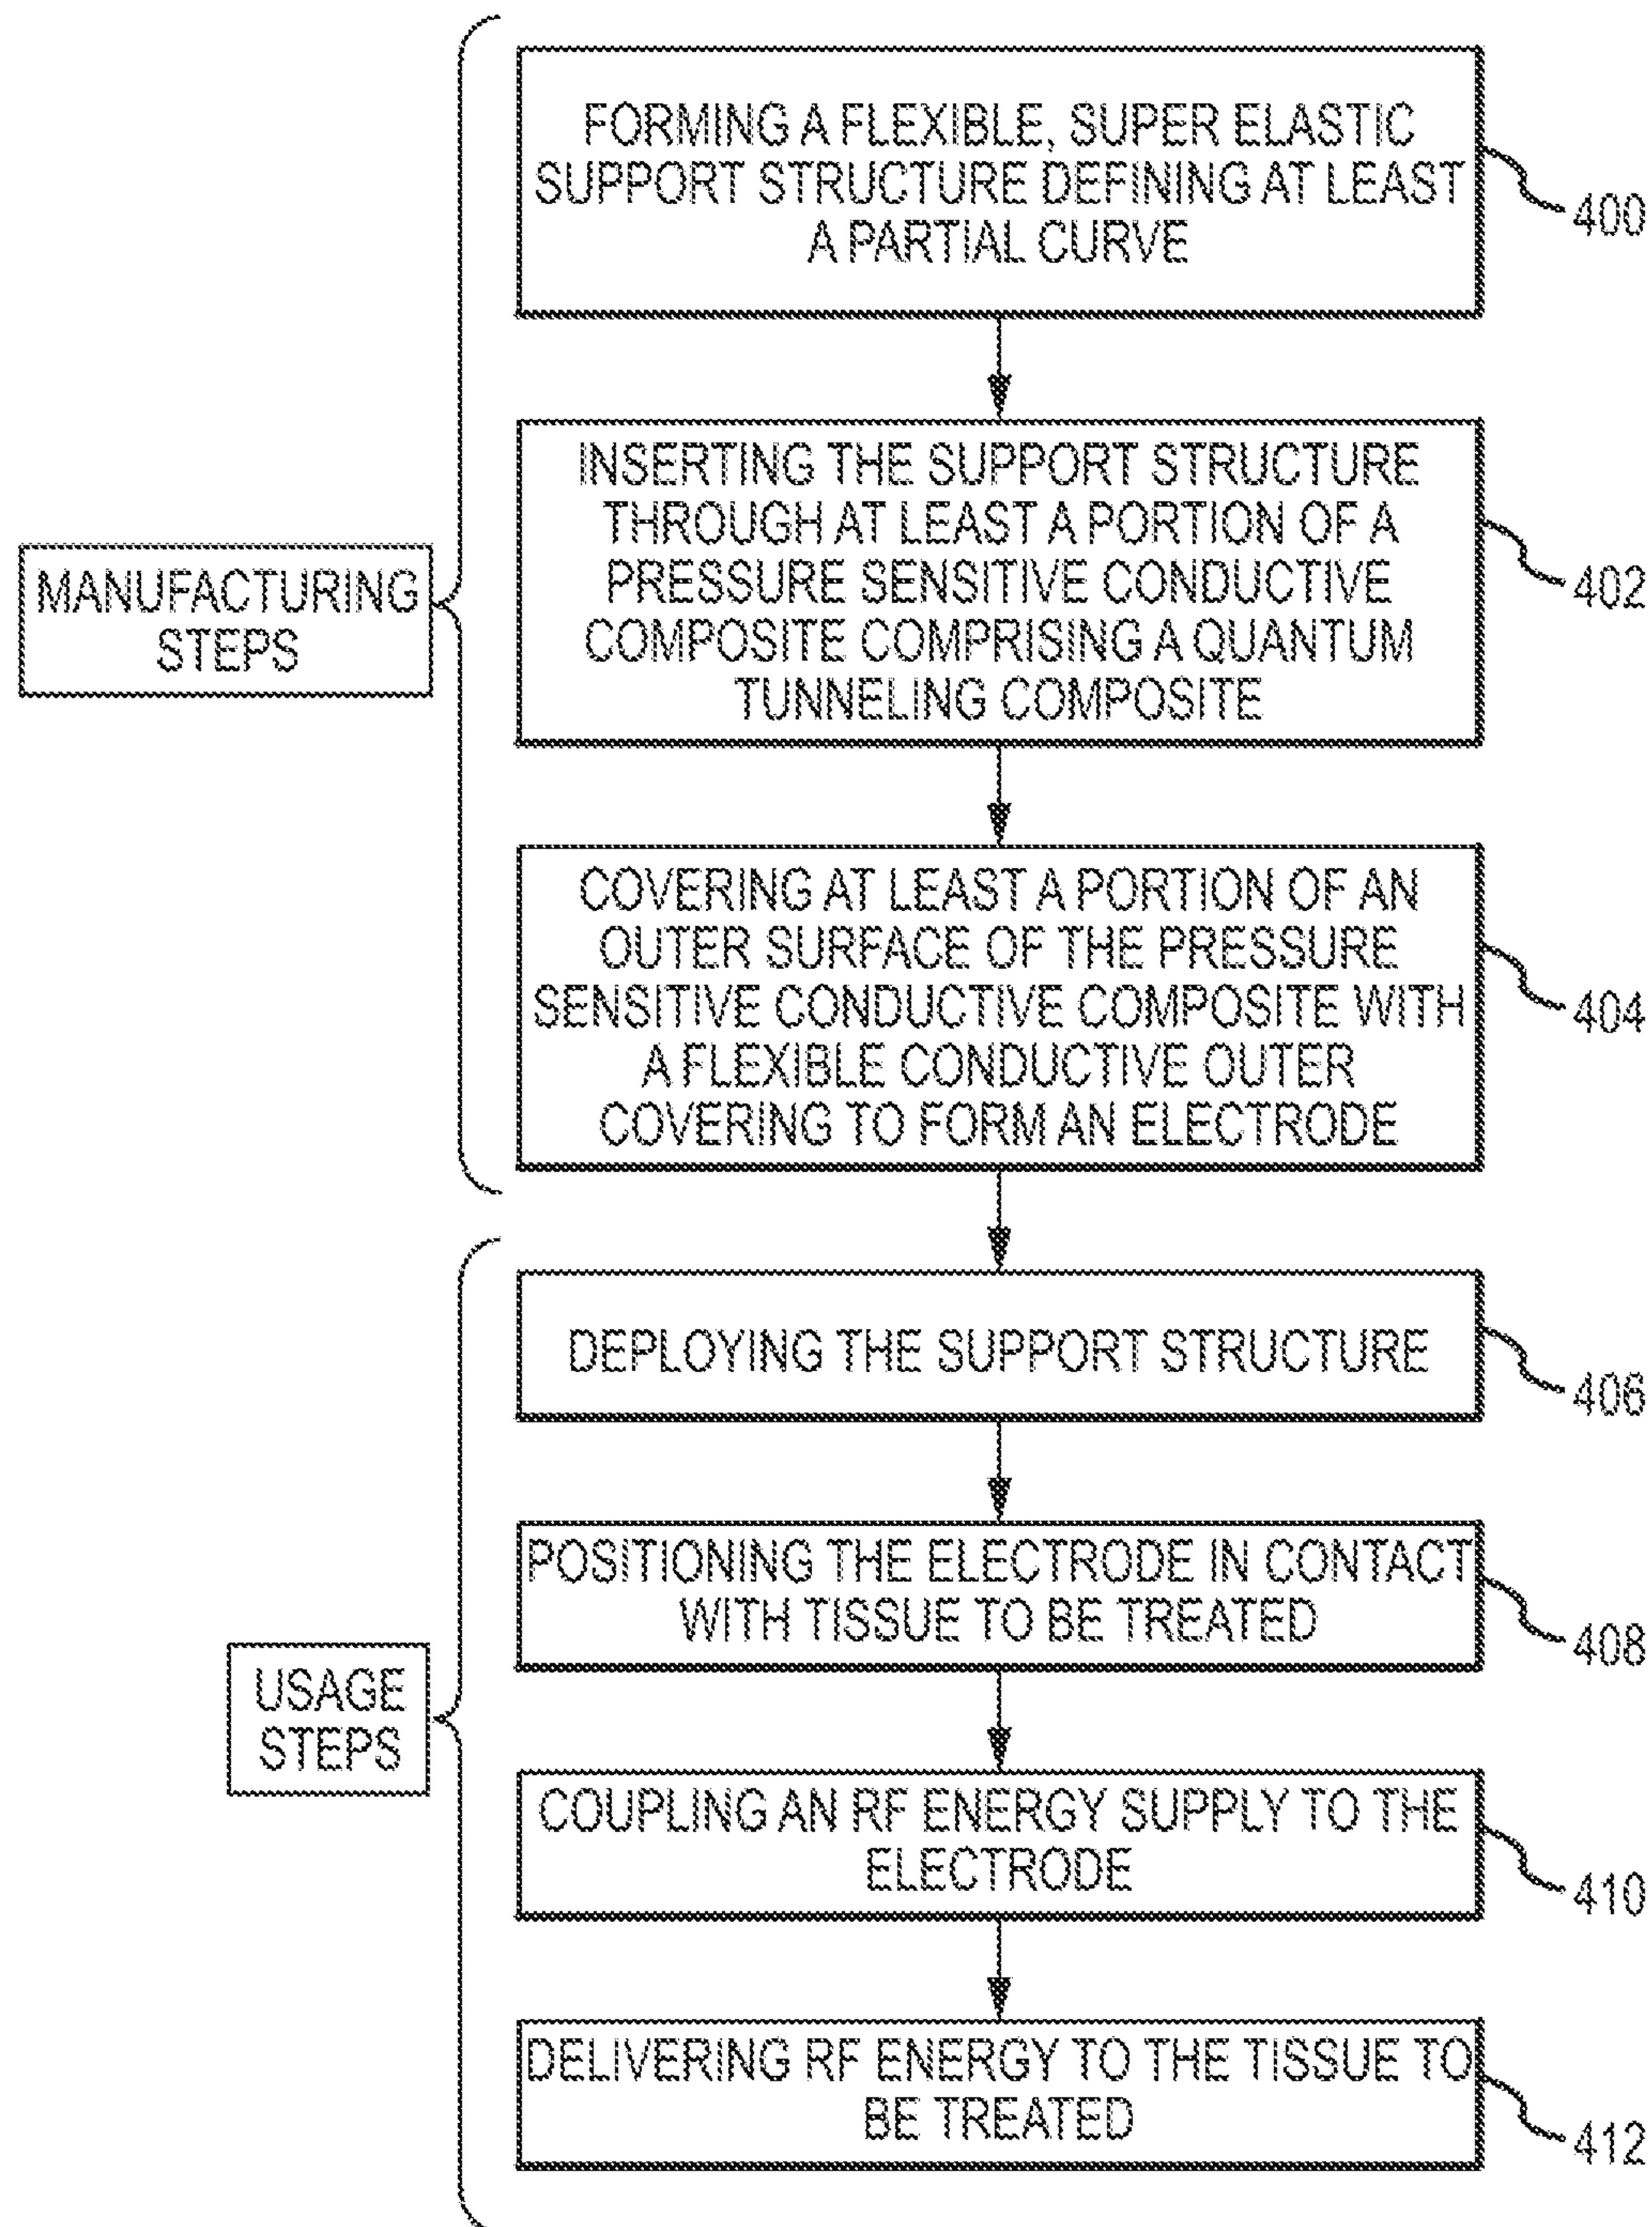 FORMING A FLEXIBLE, SUPER ELASTIC
SUPPORT STRUCTURE DEFINING AT LEAST
A PARTIAL CURVE
400
INSERTING THE SUPPORT STRUCTURE
THROUGH AT LEAST A PORTION OF A
PRESSURE SENSITIVE CONDUCTIVE
COMPOSITE COMPRISING A QUANTUM
TUNNELING COMPOSITE
402
MANUFACTURING
STEPS
COVERING AT LEAST A PORTION OF AN
OUTER SURFACE OF THE PRESSURE
SENSITIVE CONDUCTIVE COMPOSITE WITH
A FLEXIBLE CONDUCTIVE OUTER
COVERING TO FORM AN ELECTRODE
404
DEPLOYING THE SUPPORT STRUCTURE
406
POSITIONING THE ELECTRODE IN CONTACT
WITH TISSUE TO BE TREATED
408
USAGE
STEPS
COUPLING AN RF ENERGY SUPPLY TO THE
ELECTRODE
410
DELIVERING RF ENERGY TO THE TISSUE TO
BE TREATED
412